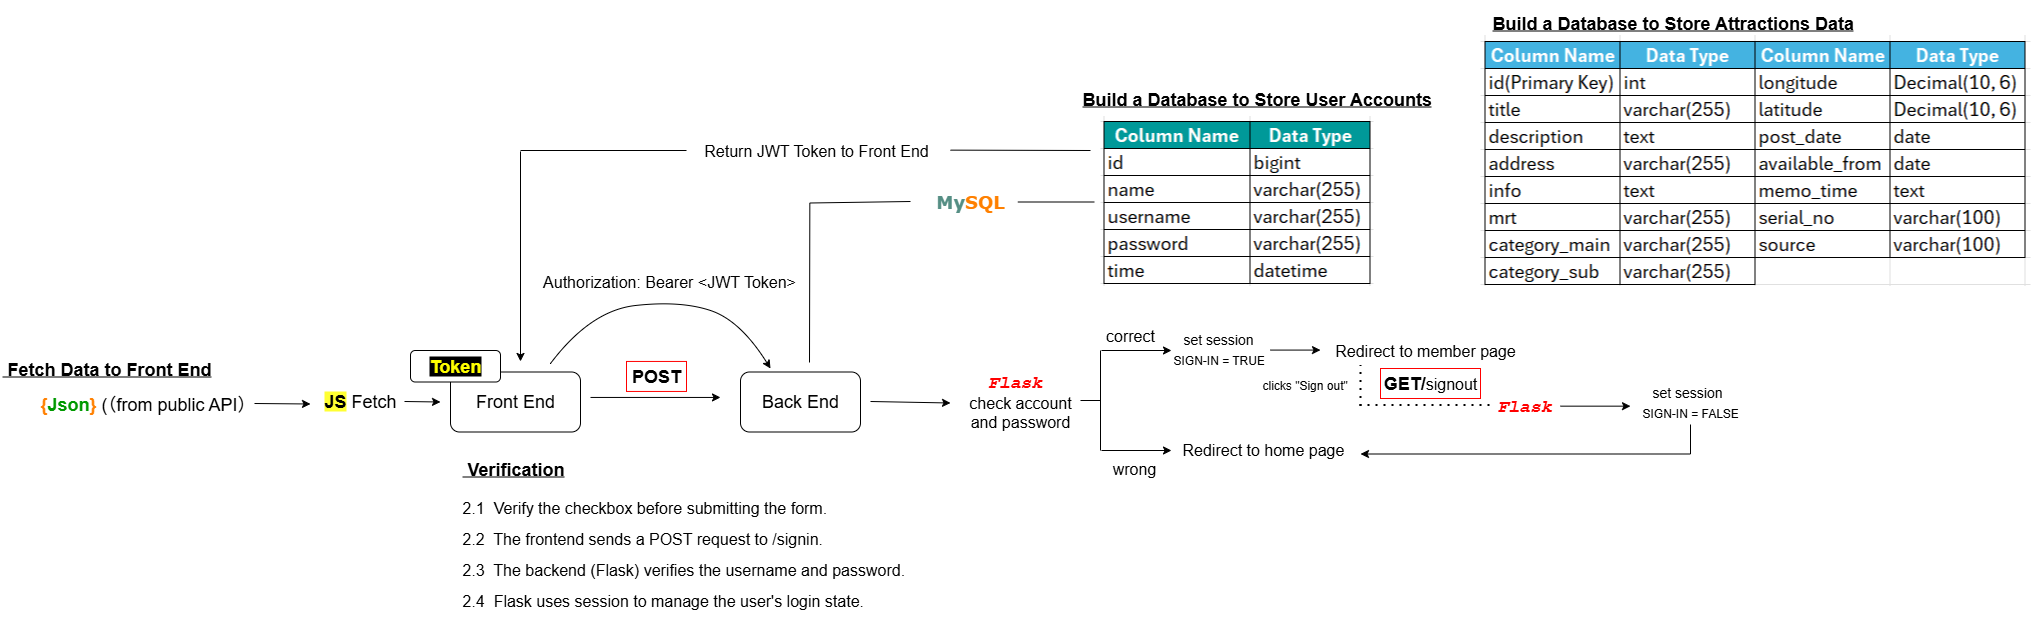 Build a Database to Store Attractions Data
Column Name Data Type Column Name Data Type
id(Primary Key) int longitude Decimal(10, 6)
title varchar(255) latitude Decimal(10, 6)
description text post_date date
address varchar(255) available_from date
info text memo_time text
mrt varchar(255) serial_no varchar(100)
category_main varchar(255) source varchar(100)
category_sub varchar(255)
Build a Database to Store User Accounts
Column Name Data Type
id bigint
name varchar(255)
username varchar(255)
password varchar(255)
time datetime
Return JWT Token to Front End
MySQL
Authorization: Bearer <JWT Token>
Fetch Data to Front End
{Json} ((from public API)
JS Fetch
Token
Front End
POST
Back End
Flask
check account
and password
correct
set session
SIGN-IN = TRUE
Redirect to member page
clicks "Sign out"
GET/signout
Flask
set session
SIGN-IN = FALSE
wrong
Redirect to home page
Verification
2.1 Verify the checkbox before submitting the form.
2.2 The frontend sends a POST request to /signin.
2.3 The backend (Flask) verifies the username and password.
2.4 Flask uses session to manage the user's login state.